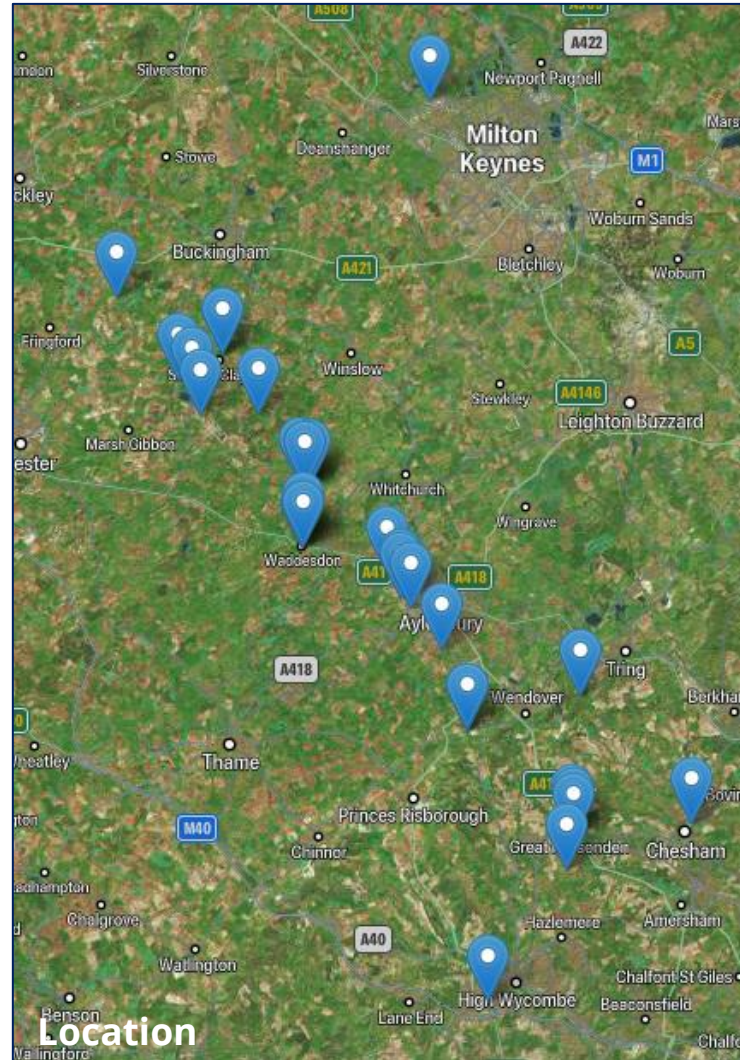 A508
A422
Silverstone
Newport Pagnell
Milton
Keynes
Deanshanger
Stowe
M1
Woburn Sands
Buckingham
A421
Bletchley
Woburn
Fringford
Winslow
A5
Stewkley
A4146
Leighton Buzzard
Marsh Gibbon
Whitchurch
Wingrave
Waddesdon
A41
A418
A418
Tring
Wendover
Thame
Princes Risborough
M40
Chinnor
Chesham
Chalgrove
Hazlemere
Amersham
A40
Watlington
Chalfont St Giles
High Wycombe
Benson
Lane End
Beaconsfield
Location